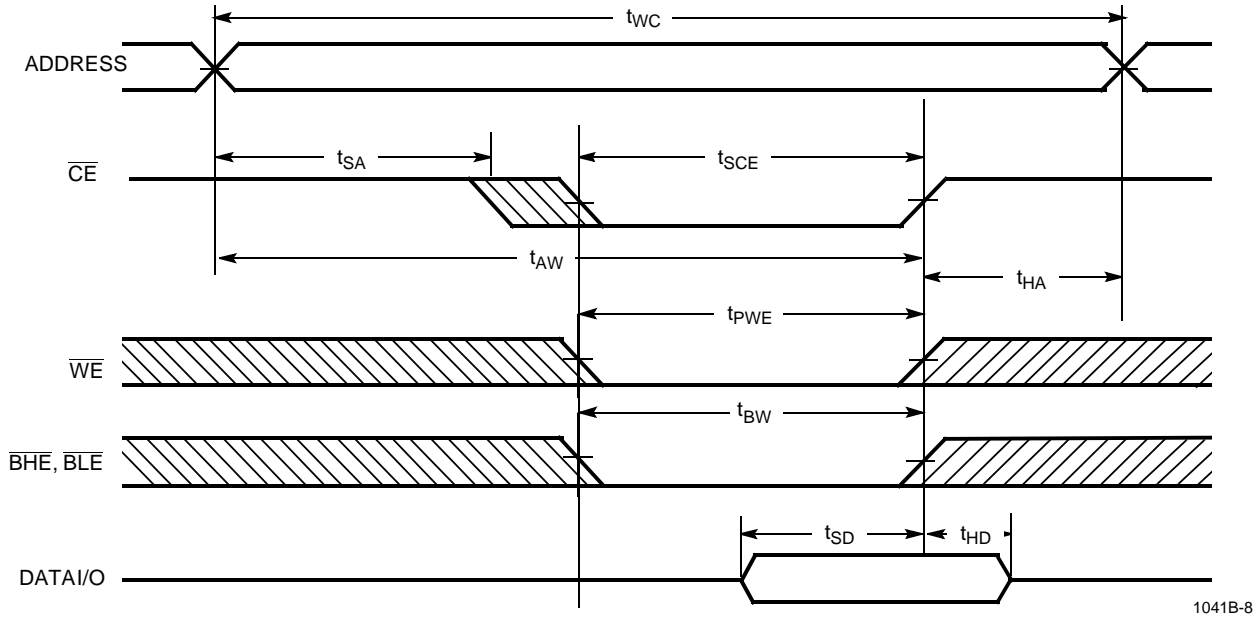 tWC
ADDRESS
tSA
tSCE
CE
tAW
tHA
tPWE
WE
tBW
BHE, BLE
tSD
tHD
DATAI/O
1041B-8